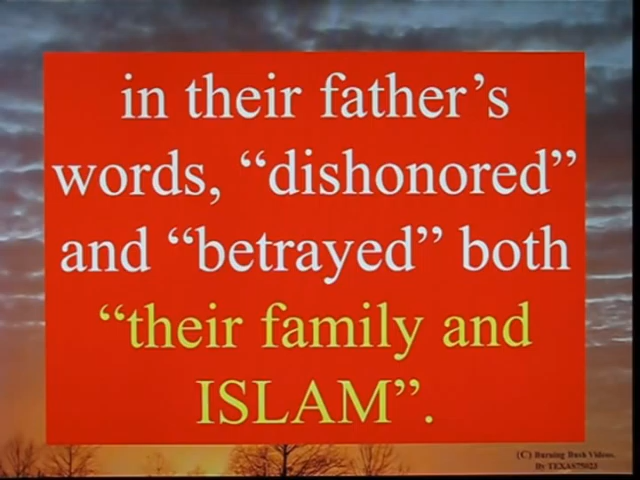 in their father’s
words, “dishonored”
and “betrayed” both
“their family and
ISLAM”.
(C) Burning Bush Videos.
By TEXAS75023